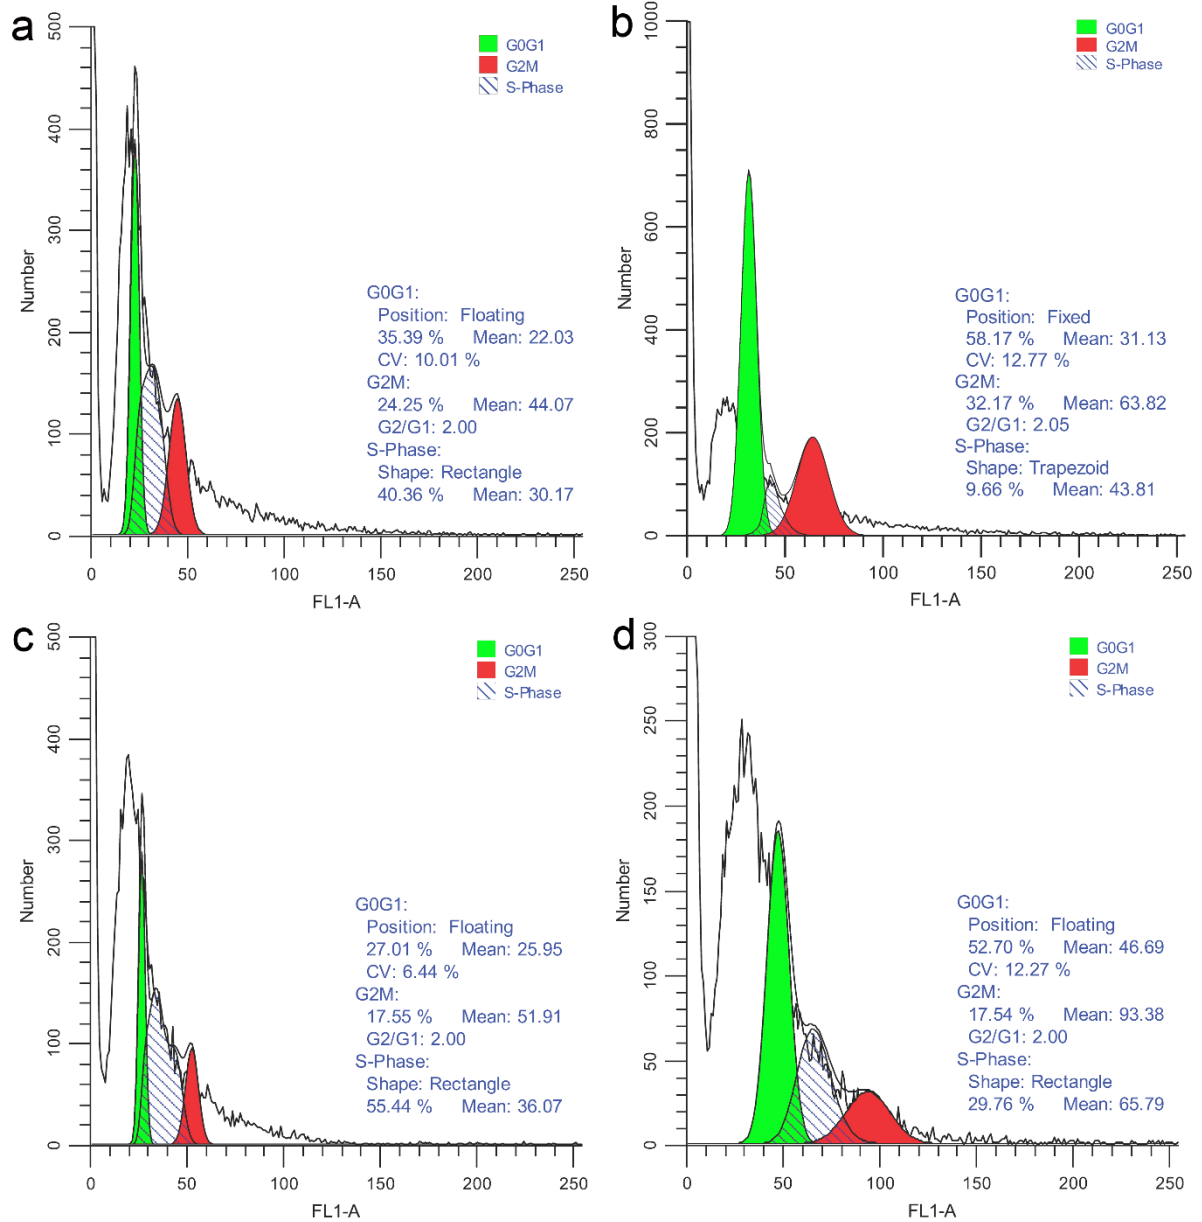 a
500
400
300
200
100
0
Number
G0G1
G2M
S-Phase
G0G1:
Position: Floating
35.39 % Mean: 22.03
CV: 10.01 %
G2M:
24.25 % Mean: 44.07
G2/G1: 2.00
S-Phase:
Shape: Rectangle
40.36 % Mean: 30.17
0 50 100 150 200 250
FL1-A
b
1000
800
600
400
200
0
Number
G0G1
G2M
S-Phase
G0G1:
Position: Fixed
58.17 % Mean: 31.13
CV: 12.77 %
G2M:
32.17 % Mean: 63.82
G2/G1: 2.05
S-Phase:
Shape: Trapezoid
9.66 % Mean: 43.81
0 50 100 150 200 250
FL1-A
c
500
400
300
200
100
0
Number
G0G1
G2M
S-Phase
G0G1:
Position: Floating
27.01 % Mean: 25.95
CV: 6.44 %
G2M:
17.55 % Mean: 51.91
G2/G1: 2.00
S-Phase:
Shape: Rectangle
55.44 % Mean: 36.07
0 50 100 150 200 250
FL1-A
d
300
250
200
150
100
50
0
Number
G0G1
G2M
S-Phase
G0G1:
Position: Floating
52.70 % Mean: 46.69
CV: 12.27 %
G2M:
17.54 % Mean: 93.38
G2/G1: 2.00
S-Phase:
Shape: Rectangle
29.76 % Mean: 65.79
0 50 100 150 200 250
FL1-A